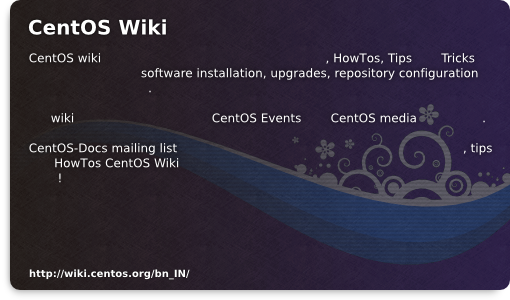 CentOS Wiki
CentOS wiki , HowTos, Tips Tricks
software installation, upgrades, repository configuration
.
wiki CentOS Events CentOS media .
CentOS-Docs mailing list , tips
HowTos CentOS Wiki
!
http://wiki.centos.org/bn_IN/